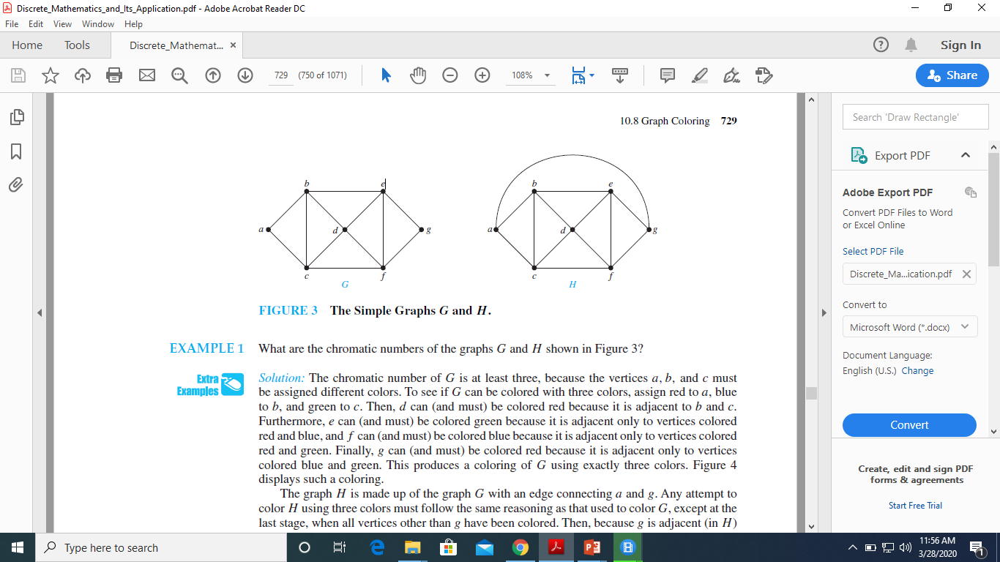 Discrete_Mathematics_and_Its_Application.pdf - Adobe Acrobat Reader DC
File Edit View Window Help
Home Tools Discrete_Mathemat... × Sign In
729 (750 of 1071) 108% Share
10.8 Graph Coloring 729
b e b e
a d g a d g
c f c f
G H
FIGURE 3 The Simple Graphs G and H.
EXAMPLE 1 What are the chromatic numbers of the graphs G and H shown in Figure 3?
Extra
Examples
Solution: The chromatic number of G is at least three, because the vertices a, b, and c must
be assigned different colors. To see if G can be colored with three colors, assign red to a, blue
to b, and green to c. Then, d can (and must) be colored red because it is adjacent to b and c.
Furthermore, e can (and must) be colored green because it is adjacent only to vertices colored
red and blue, and f can (and must) be colored blue because it is adjacent only to vertices colored
red and green. Finally, g can (and must) be colored red because it is adjacent only to vertices
colored blue and green. This produces a coloring of G using exactly three colors. Figure 4
displays such a coloring.
The graph H is made up of the graph G with an edge connecting a and g. Any attempt to
color H using three colors must follow the same reasoning as that used to color G, except at the
last stage, when all vertices other than g have been colored. Then, because g is adjacent (in H)
Search 'Draw Rectangle'
Export PDF
Adobe Export PDF
Convert PDF Files to Word
or Excel Online
Select PDF File
Discrete_Ma...ication.pdf
Convert to
Microsoft Word (*.docx)
Document Language:
English (U.S.) Change
Convert
Create, edit and sign PDF
forms & agreements
Start Free Trial
Type here to search
11:56 AM
3/28/2020
1